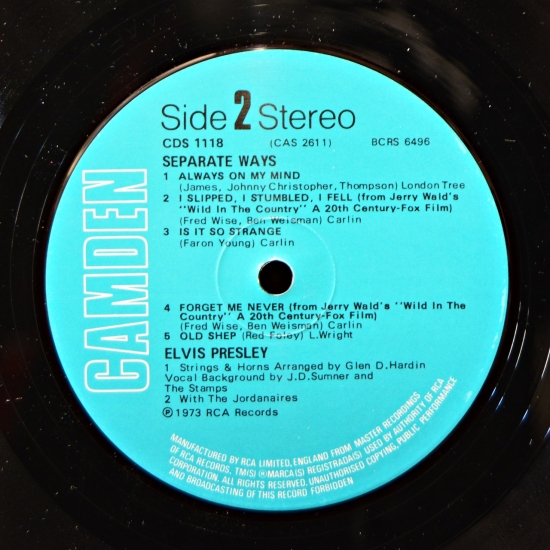 CAMDEN
Side 2 Stereo
CDS 1118 (CAS 2611) BCRS 6496
SEPARATE WAYS
1 ALWAYS ON MY MIND
(James, Johnny Christopher, Thompson) London Tree
2 I SLIPPED, I STUMBLED, I FELL (from Jerry Wald's
"Wild In The Country" A 20th Century-Fox Film)
(Fred Wise, Ben Weisman) Carlin
3 IS IT SO STRANGE
(Faron Young) Carlin
4 FORGET ME NEVER (from Jerry Wald's "Wild In The
Country" A 20th Century-Fox Film)
(Fred Wise, Ben Weisman) Carlin
5 OLD SHEP (Red Foley) L.Wright
ELVIS PRESLEY
1 Strings & Horns Arranged by Glen D.Hardin
Vocal Background by J.D.Sumner and
The Stamps
2 With The Jordanaires
℗1973 RCA Records
MANUFACTURED BY RCA LIMITED, ENGLAND FROM MASTER RECORDINGS
OF RCA RECORDS. TM(S) ® MARCA(S) REGISTRADA(S) USED BY AUTHORITY OF RCA
CORPORATION. ALL RIGHTS RESERVED. UNAUTHORISED COPYING, PUBLIC PERFORMANCE
AND BROADCASTING OF THIS RECORD FORBIDDEN